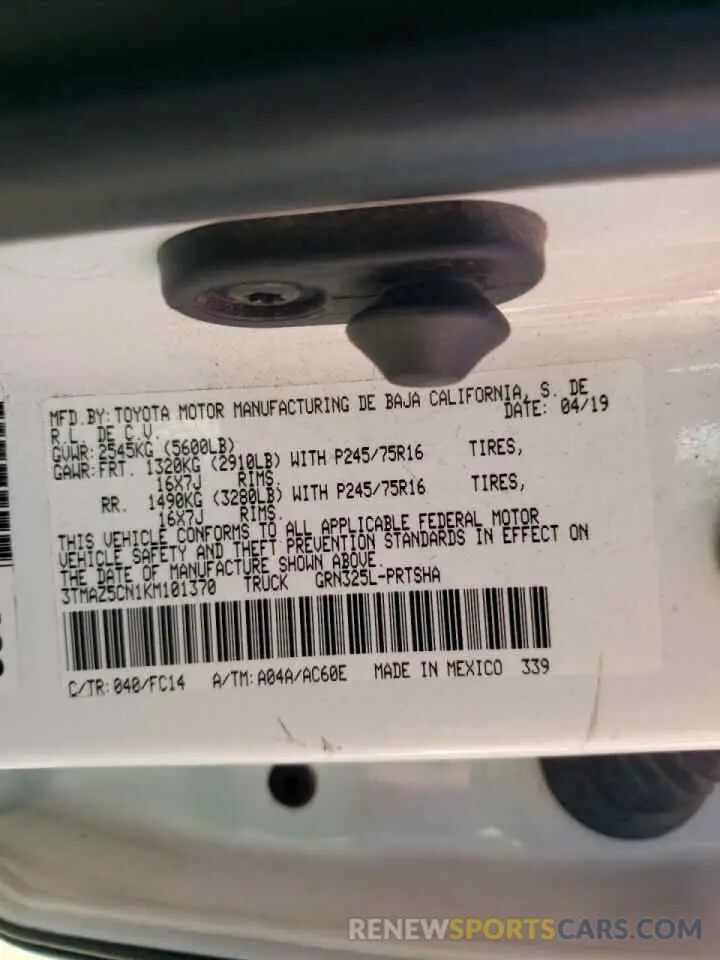 MFD.BY:TOYOTA MOTOR MANUFACTURING DE BAJA CALIFORNIA, S. DE
R.L. DE C.V. DATE: 04/19
GVWR:2545KG (5600LB)
GAWR:FRT. 1320KG (2910LB) WITH P245/75R16 TIRES,
16X7J RIMS,
RR. 1490KG (3280LB) WITH P245/75R16 TIRES,
16X7J RIMS.
THIS VEHICLE CONFORMS TO ALL APPLICABLE FEDERAL MOTOR
VEHICLE SAFETY AND THEFT PREVENTION STANDARDS IN EFFECT ON
THE DATE OF MANUFACTURE SHOWN ABOVE.
3TMAZ5CN1KM101370 TRUCK GRN325L-PRTSHA
C/TR:040/FC14 A/TM:A04A/AC60E MADE IN MEXICO 339
RENEWSPORTSCARS.COM